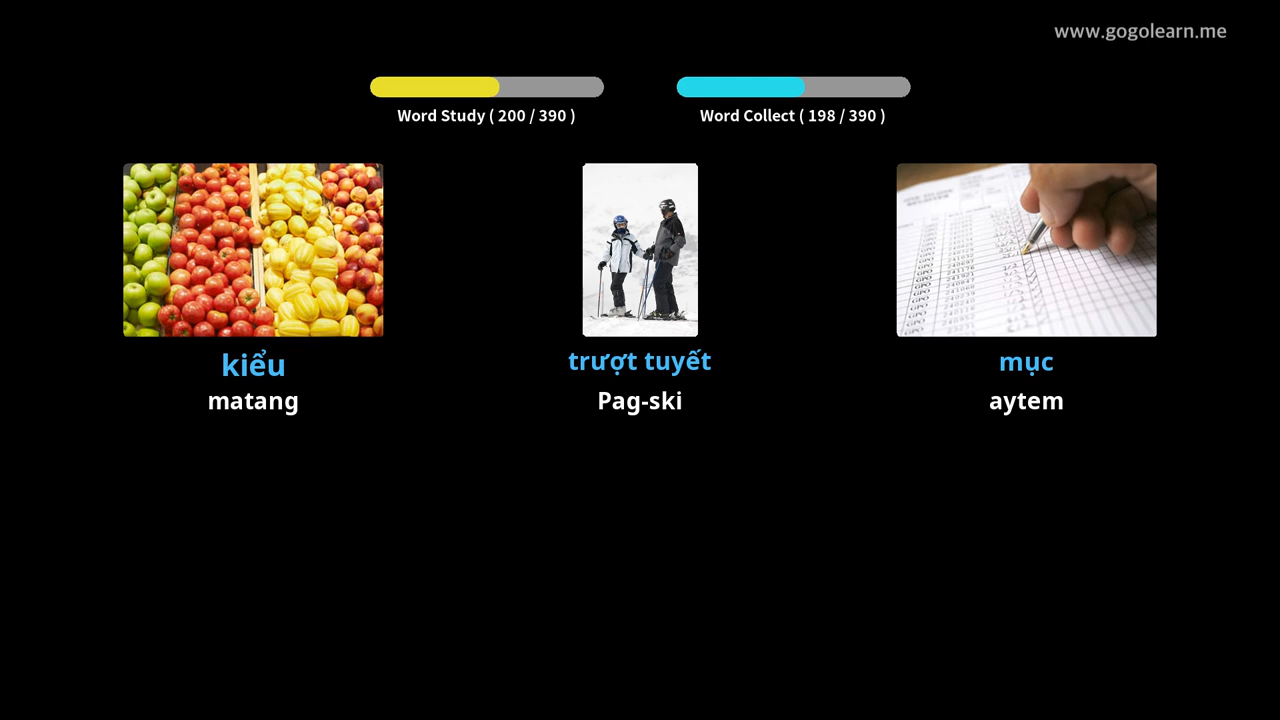 www.gogolearn.me
Word Study ( 200 / 390 )
Word Collect ( 198 / 390 )
kiểu
matang
trượt tuyết
Pag-ski
mục
aytem